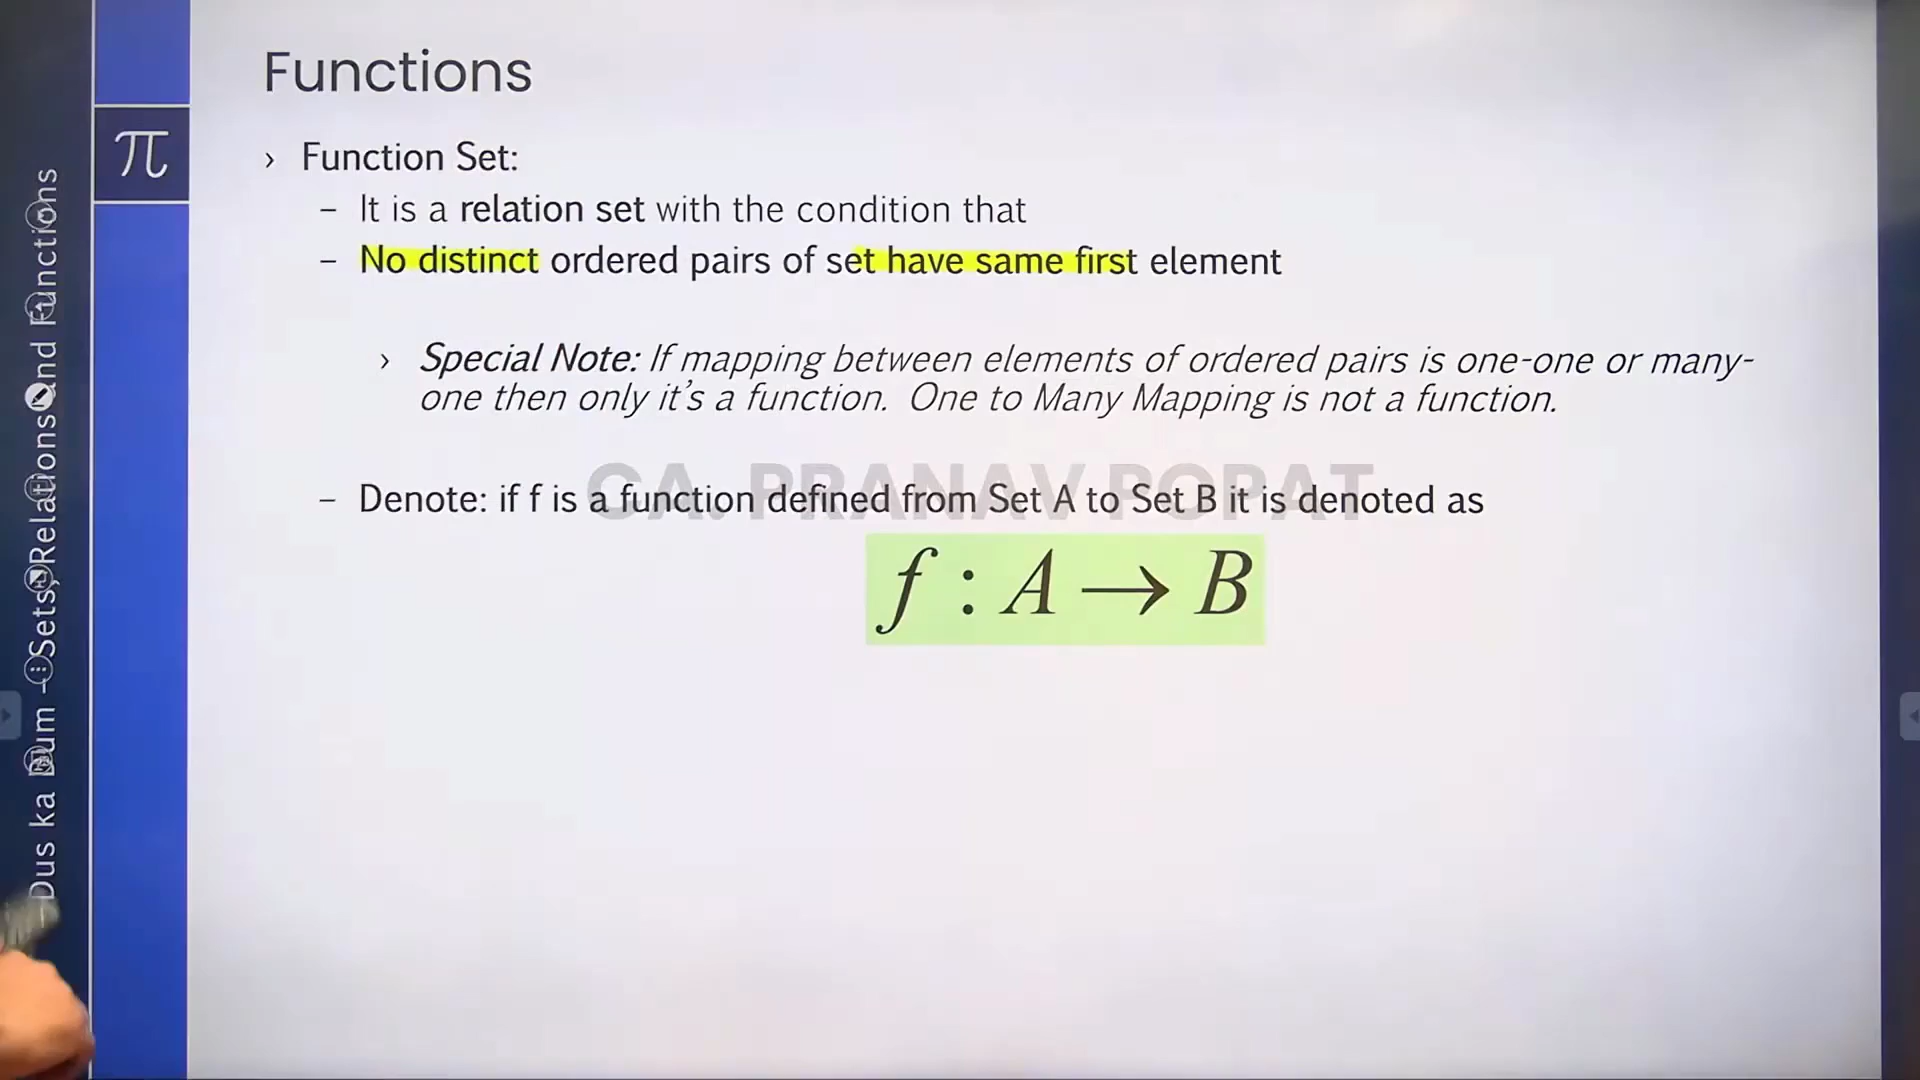 Functions
π
› Function Set:
– It is a relation set with the condition that
– No distinct ordered pairs of set have same first element
› Special Note: If mapping between elements of ordered pairs is one-one or many-
one then only it's a function. One to Many Mapping is not a function.
CA. PRANAV POPAT
– Denote: if f is a function defined from Set A to Set B it is denoted as
f : A → B
Dus ka Dum – Sets, Relations and Functions